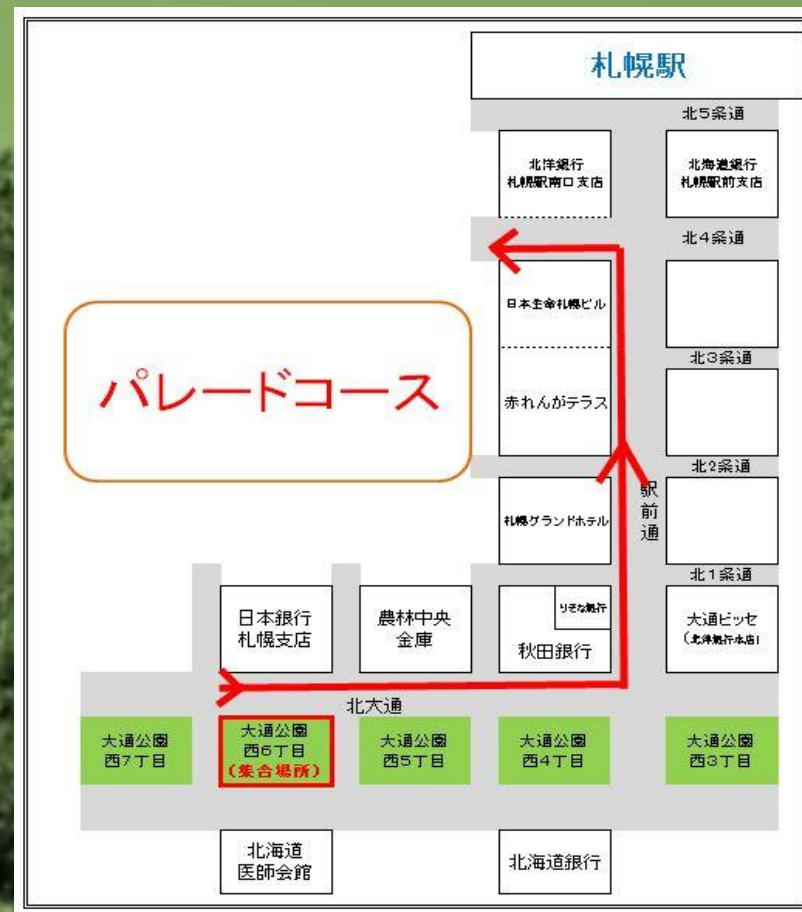 札幌駅
北5条通
北洋銀行
札幌駅南口支店
北海道銀行
札幌駅前支店
北4条通
日本生命札幌ビル
パレードコース
北3条通
赤れんがテラス
北2条通
駅前通
札幌グランドホテル
北1条通
日本銀行
札幌支店
農林中央
金庫
りそな銀行
秋田銀行
大通ビッセ
(北洋銀行本店)
北大通
大通公園
西7丁目
大通公園
西6丁目
(集合場所)
大通公園
西5丁目
大通公園
西4丁目
大通公園
西3丁目
北海道
医師会館
北海道銀行